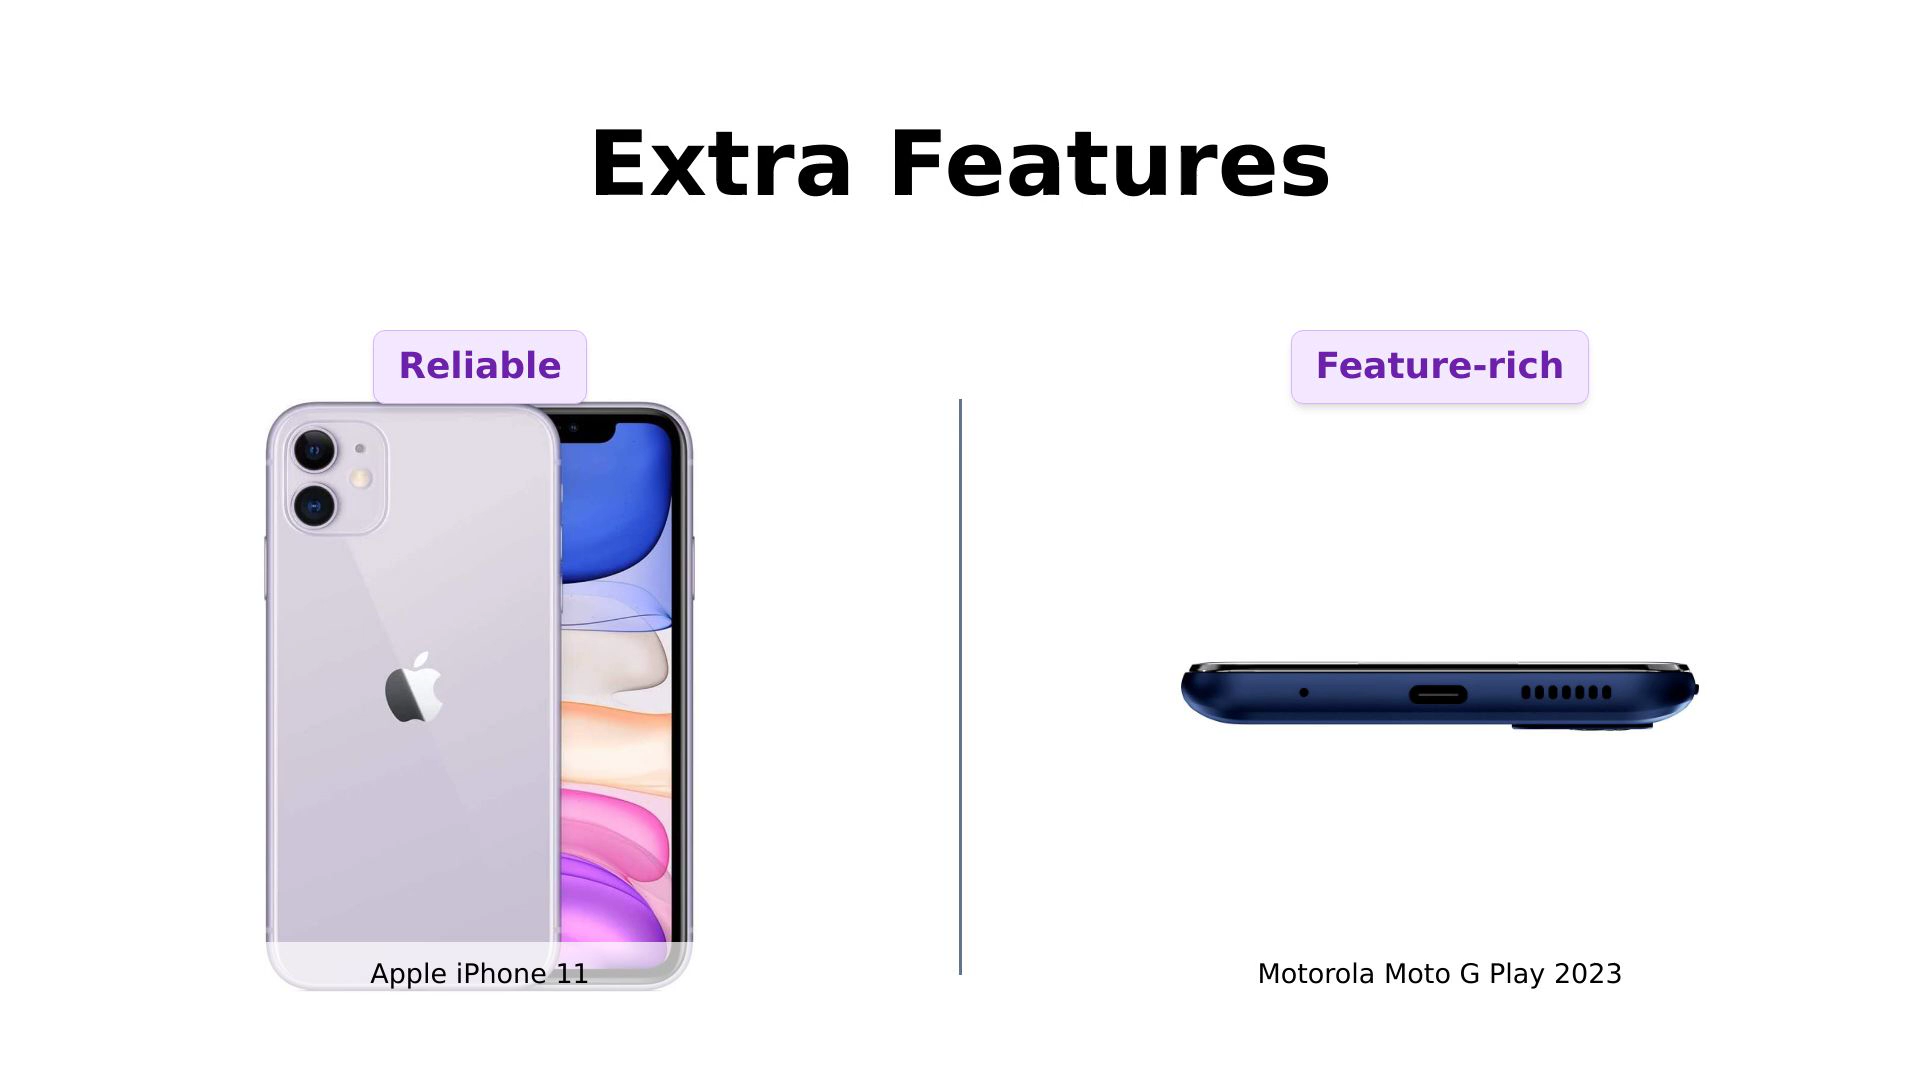 Extra Features
Reliable
Feature-rich
Apple iPhone 11
Motorola Moto G Play 2023